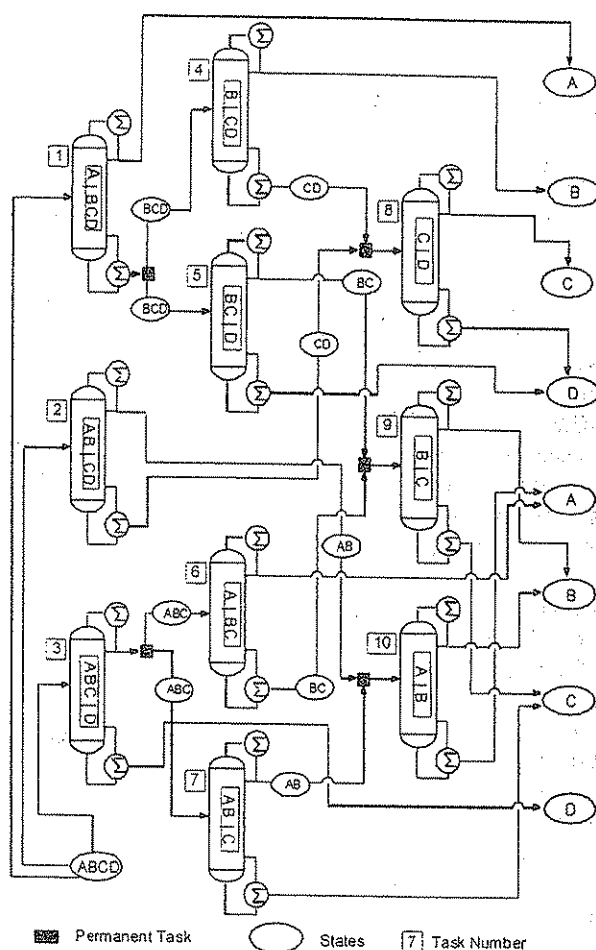 1
A | BCD
Σ
Σ
4
B | CD
Σ
Σ
BCD
BCD
CD
5
BC | D
Σ
Σ
BC
CD
8
C | D
Σ
Σ
A
B
C
D
2
AB | CD
Σ
Σ
AB
9
B | C
Σ
Σ
A
B
3
ABC | D
Σ
Σ
ABC
ABC
6
A | BC
Σ
Σ
BC
10
A | B
Σ
Σ
C
D
7
AB | C
Σ
Σ
AB
ABCD
Permanent Task
States
7 Task Number